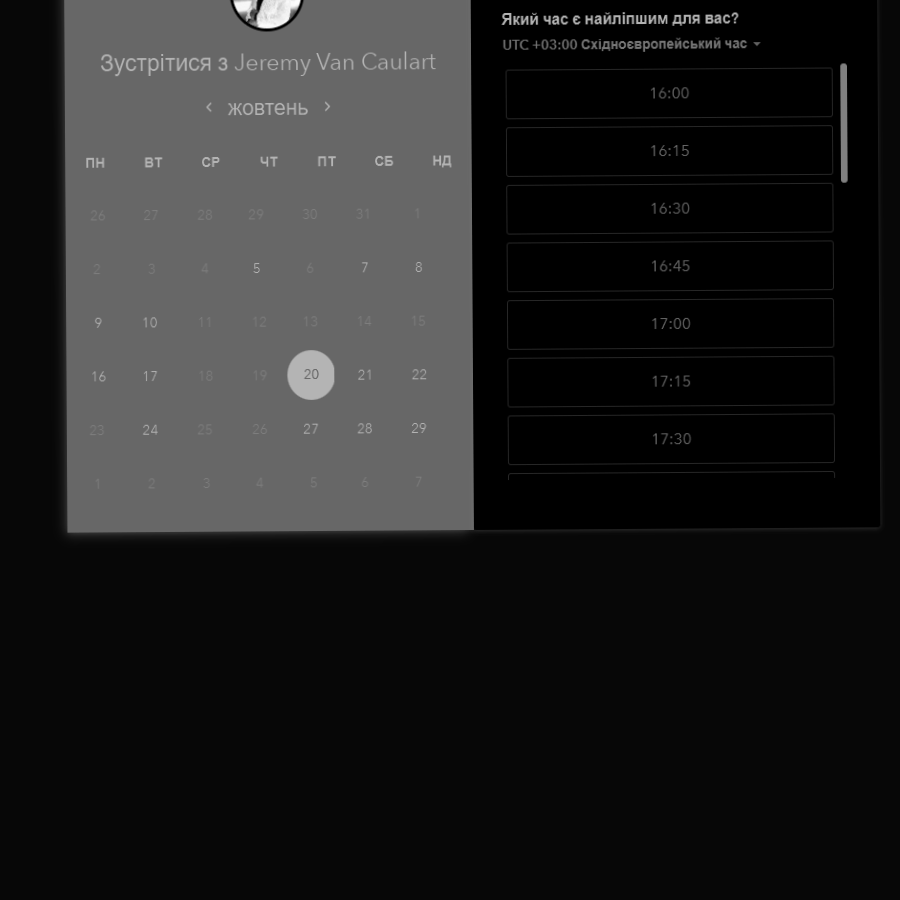 Зустрітися з Jeremy Van Caulart
жовтень
ПН ВТ СР ЧТ ПТ СБ НД
26 27 28 29 30 31 1
2 3 4 5 6 7 8
9 10 11 12 13 14 15
16 17 18 19 20 21 22
23 24 25 26 27 28 29
1 2 3 4 5 6 7
Який час є найліпшим для вас?
UTC +03:00 Східноєвропейський час
16:00
16:15
16:30
16:45
17:00
17:15
17:30